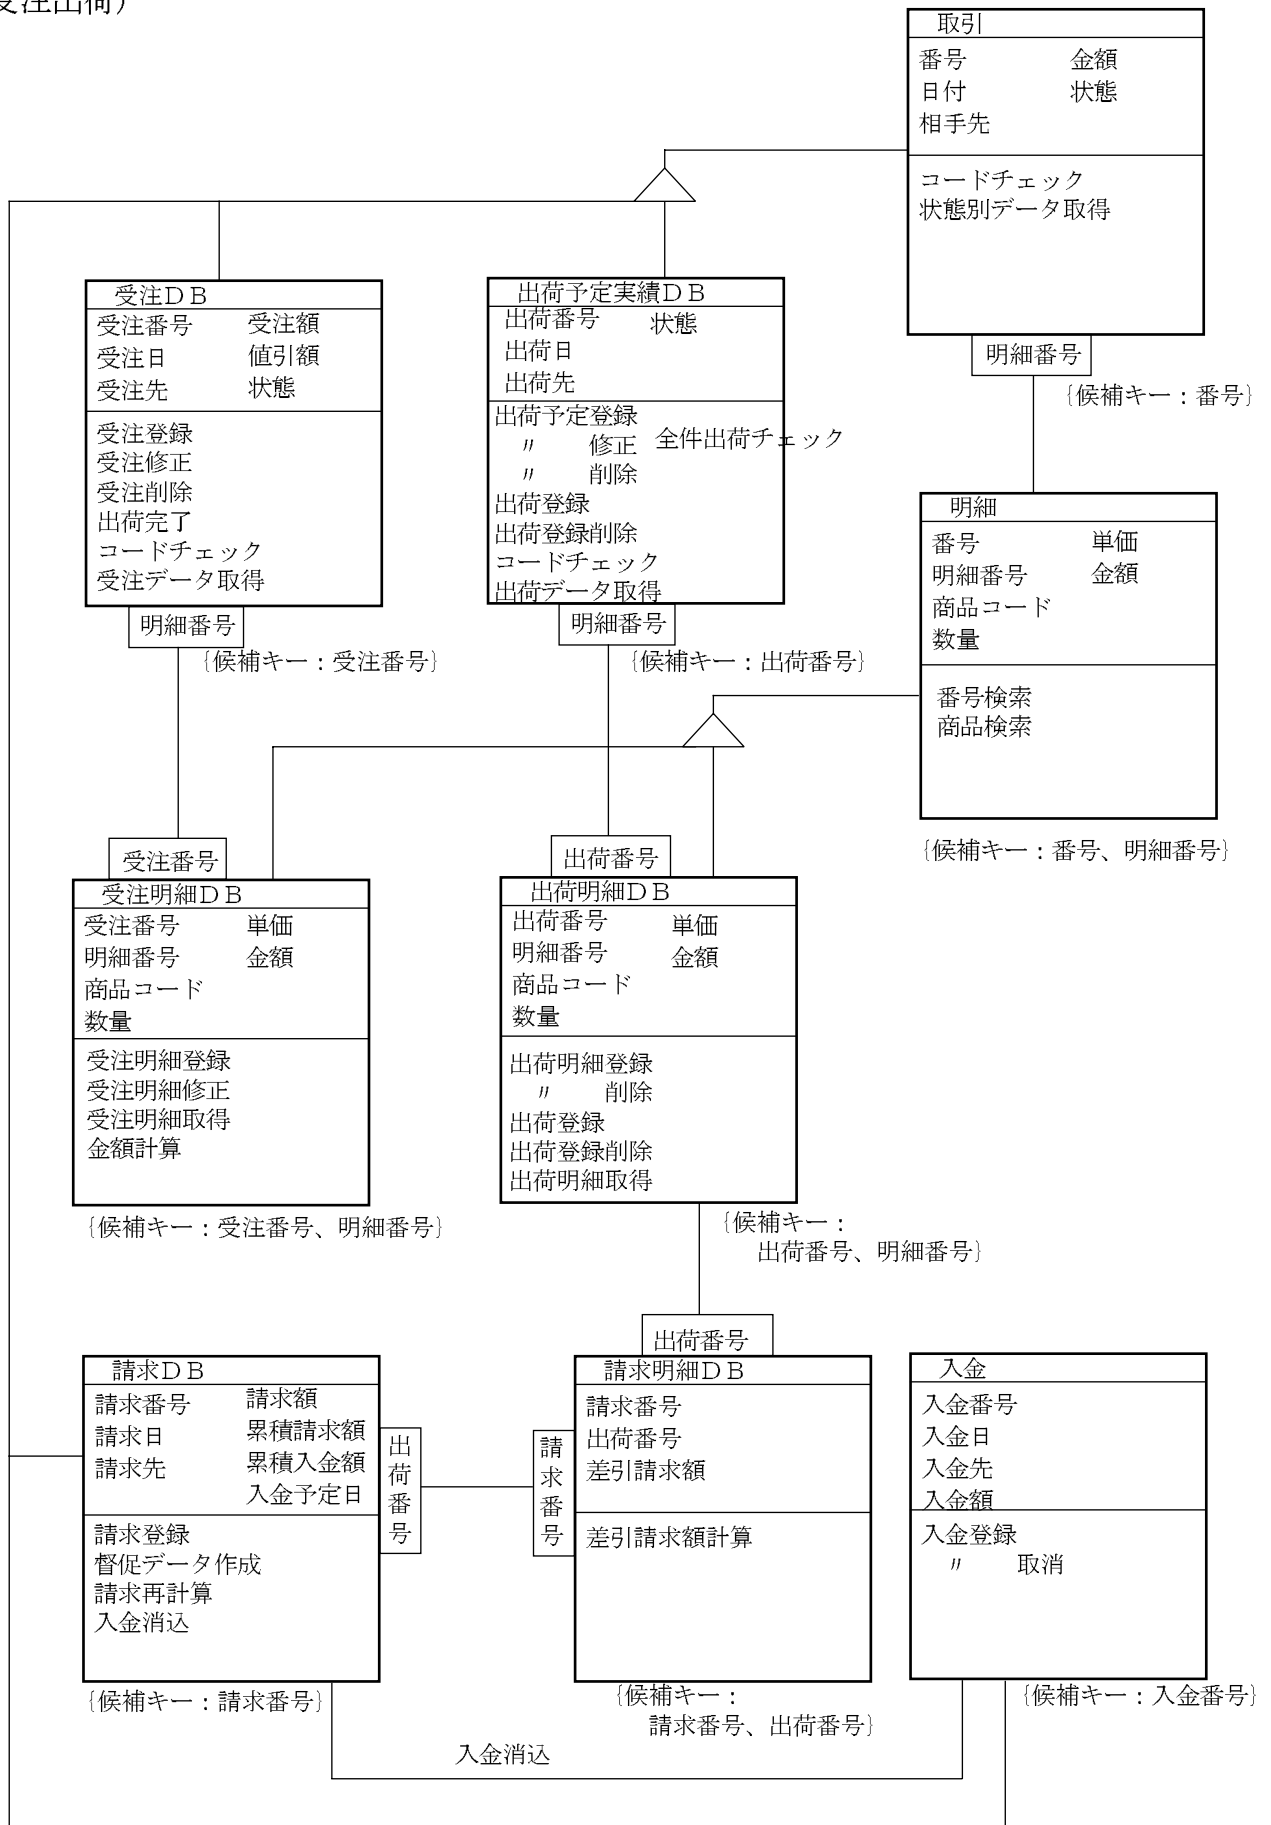 受注出荷）
取引
番号 金額
日付 状態
相手先
コードチェック
状態別データ取得
明細番号
{候補キー：番号}
受注ＤＢ
受注番号 受注額
受注日 値引額
受注先 状態
受注登録
受注修正
受注削除
出荷完了
コードチェック
受注データ取得
明細番号
{候補キー：受注番号}
出荷予定実績ＤＢ
出荷番号 状態
出荷日
出荷先
出荷予定登録
〃 修正 全件出荷チェック
〃 削除
出荷登録
出荷登録削除
コードチェック
出荷データ取得
明細番号
{候補キー：出荷番号}
明細
番号 単価
明細番号 金額
商品コード
数量
番号検索
商品検索
{候補キー：番号、明細番号}
受注番号
受注明細ＤＢ
受注番号 単価
明細番号 金額
商品コード
数量
受注明細登録
受注明細修正
受注明細取得
金額計算
{候補キー：受注番号、明細番号}
出荷番号
出荷明細ＤＢ
出荷番号 単価
明細番号 金額
商品コード
数量
出荷明細登録
〃 削除
出荷登録
出荷登録削除
出荷明細取得
{候補キー：
出荷番号、明細番号}
請求ＤＢ
請求番号 請求額
請求日 累積請求額
請求先 累積入金額
入金予定日
請求登録
督促データ作成
請求再計算
入金消込
出荷番号
{候補キー：請求番号}
出荷番号
請求明細ＤＢ
請求番号
請求番号
出荷番号
差引請求額
差引請求額計算
{候補キー：
請求番号、出荷番号}
入金
入金番号
入金日
入金先
入金額
入金登録
〃 取消
{候補キー：入金番号}
入金消込